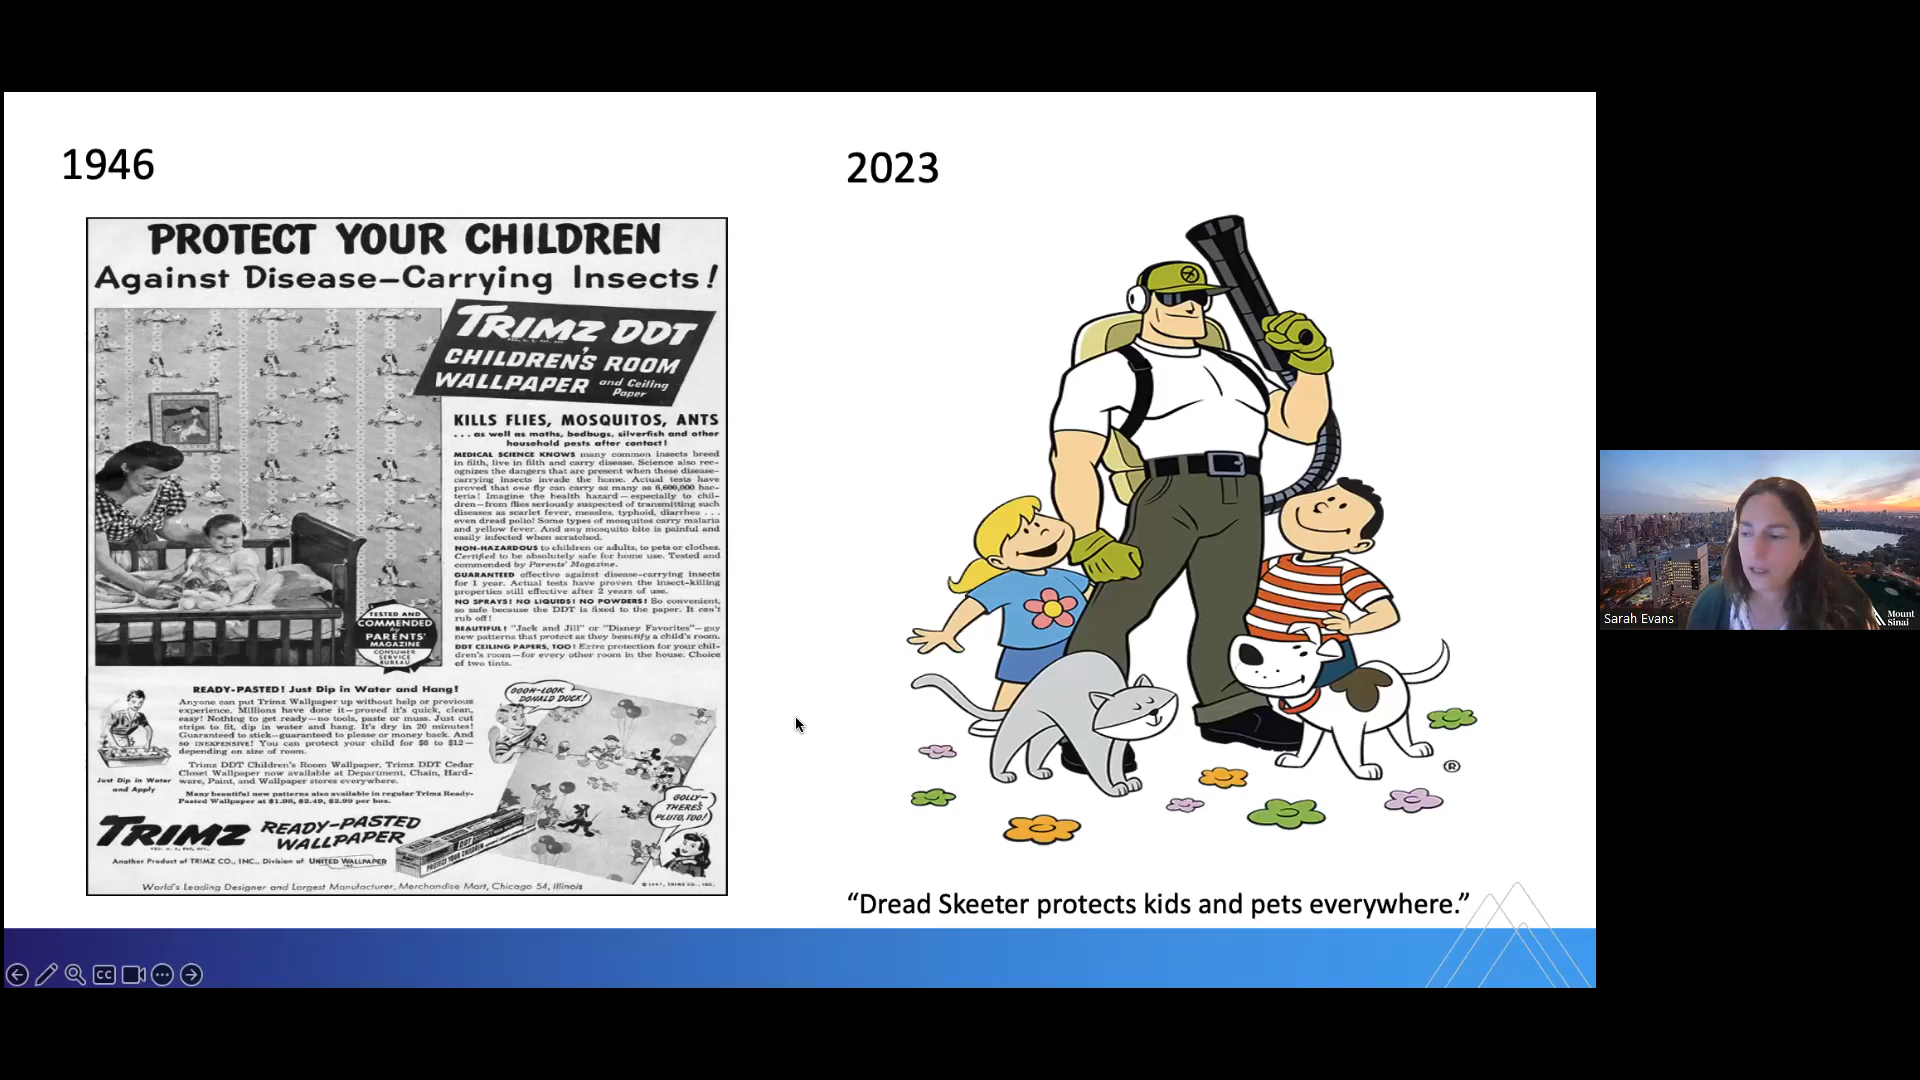 1946
PROTECT YOUR CHILDREN
Against Disease-Carrying Insects!
TRIMZ DDT
CHILDREN'S ROOM
WALLPAPER and Ceiling
Paper
KILLS FLIES, MOSQUITOS, ANTS
. . . as well as moths, bedbugs, silverfish and other
household pests after contact!
MEDICAL SCIENCE KNOWS many common insects breed
in filth, live in filth and carry disease. Science also rec-
ognizes the dangers that are present when these disease-
carrying insects invade the home. Actual tests have
proved that one fly can carry as many as 6,600,000 bac-
teria! Imagine the health hazard—especially to chil-
dren—from flies seriously suspected of transmitting such
diseases as scarlet fever, measles, typhoid, diarrhea . . .
even dread polio! Some types of mosquitos carry malaria
and yellow fever. And any mosquito bite is painful and
easily infected when scratched.
NON-HAZARDOUS to children or adults, to pets or clothes.
Certified to be absolutely safe for home use. Tested and
commended by Parents' Magazine.
GUARANTEED effective against disease-carrying insects
for 1 year. Actual tests have proven the insect-killing
properties still effective after 2 years of use.
NO SPRAYS! NO LIQUIDS! NO POWDERS! So convenient,
so safe because the DDT is fixed to the paper. It can't
rub off!
BEAUTIFUL! "Jack and Jill" or "Disney Favorites"—gay
new patterns that protect as they beautify a child's room.
DDT CEILING PAPERS, TOO! Extra protection for your chil-
dren's room—for every other room in the house. Choice
of two tints.
TESTED AND
COMMENDED
by
PARENTS'
MAGAZINE
CONSUMER
SERVICE
BUREAU
READY-PASTED! Just Dip in Water and Hang!
Anyone can put Trimz Wallpaper up without help or previous
experience. Millions have done it—proved it's quick, clean,
easy! Nothing to get ready—no tools, paste or muss. Just cut
strips to fit, dip in water and hang. It's dry in 20 minutes!
Guaranteed to stick—guaranteed to please or money back. And
SO INEXPENSIVE! You can protect your child for $8 to $12—
depending on size of room.
Trimz DDT Children's Room Wallpaper, Trimz DDT Cedar
Closet Wallpaper now available at Department, Chain, Hard-
ware, Paint, and Wallpaper stores everywhere.
Many beautiful new patterns also available in regular Trimz Ready-
Pasted Wallpaper at $1.98, $2.49, $2.99 per box.
Just Dip in Water
and Apply
OOOH-LOOK
DONALD DUCK!
GOLLY-
THERE'S
PLUTO, TOO!
TRIMZ READY-PASTED
WALLPAPER
PROTECT YOUR CHILDREN
Another Product of TRIMZ CO., INC., Division of UNITED WALLPAPER
World's Leading Designer and Largest Manufacturer, Merchandise Mart, Chicago 54, Illinois
© 1947, TRIMZ CO., INC.
2023
®
“Dread Skeeter protects kids and pets everywhere.”
CC
Sarah Evans
Mount
Sinai